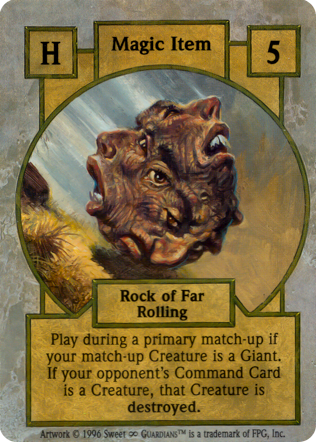 H
Magic Item
5
Rock of Far
Rolling
Play during a primary match-up if
your match-up Creature is a Giant.
If your opponent's Command Card
is a Creature, that Creature is
destroyed.
Artwork © 1996 Sweet ∞ GUARDIANS™ is a trademark of FPG, Inc.